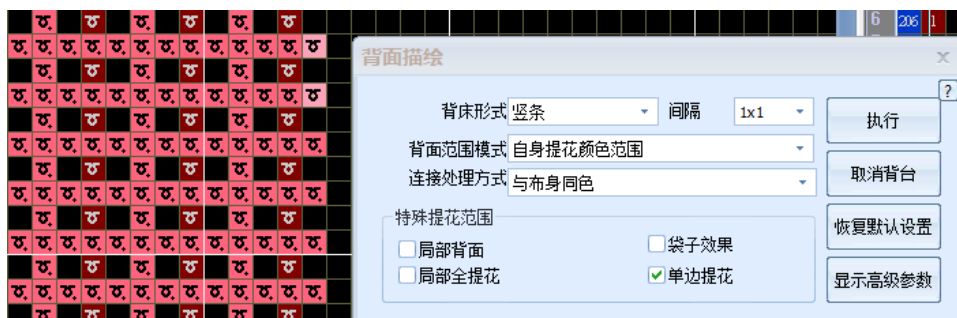 6 206 1
背面描绘
背床形式 竖条 间隔 1x1
执行
背面范围模式 自身提花颜色范围
连接处理方式 与布身同色
取消背台
特殊提花范围
局部背面 袋子效果
恢复默认设置
局部全提花 单边提花
显示高级参数
?